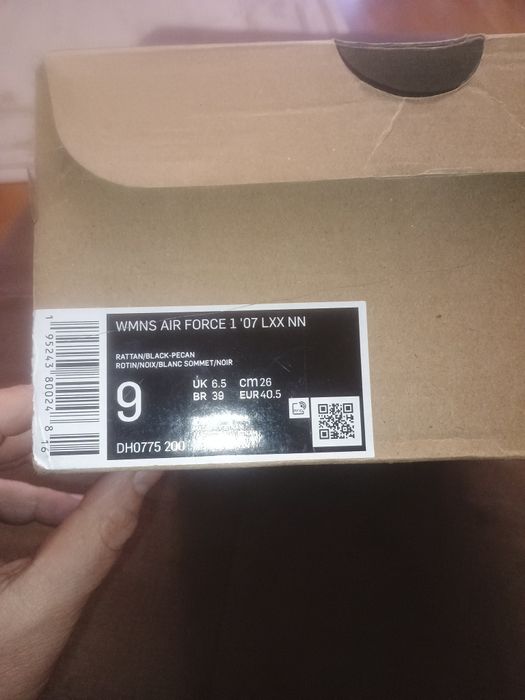 WMNS AIR FORCE 1 '07 LXX NN
RATTAN/BLACK-PECAN
ROTIN/NOIX/BLANC SOMMET/NOIR
9
UK 6.5 CM 26
BR 39 EUR 40.5
DH0775 200
1 95243 80024 8 16